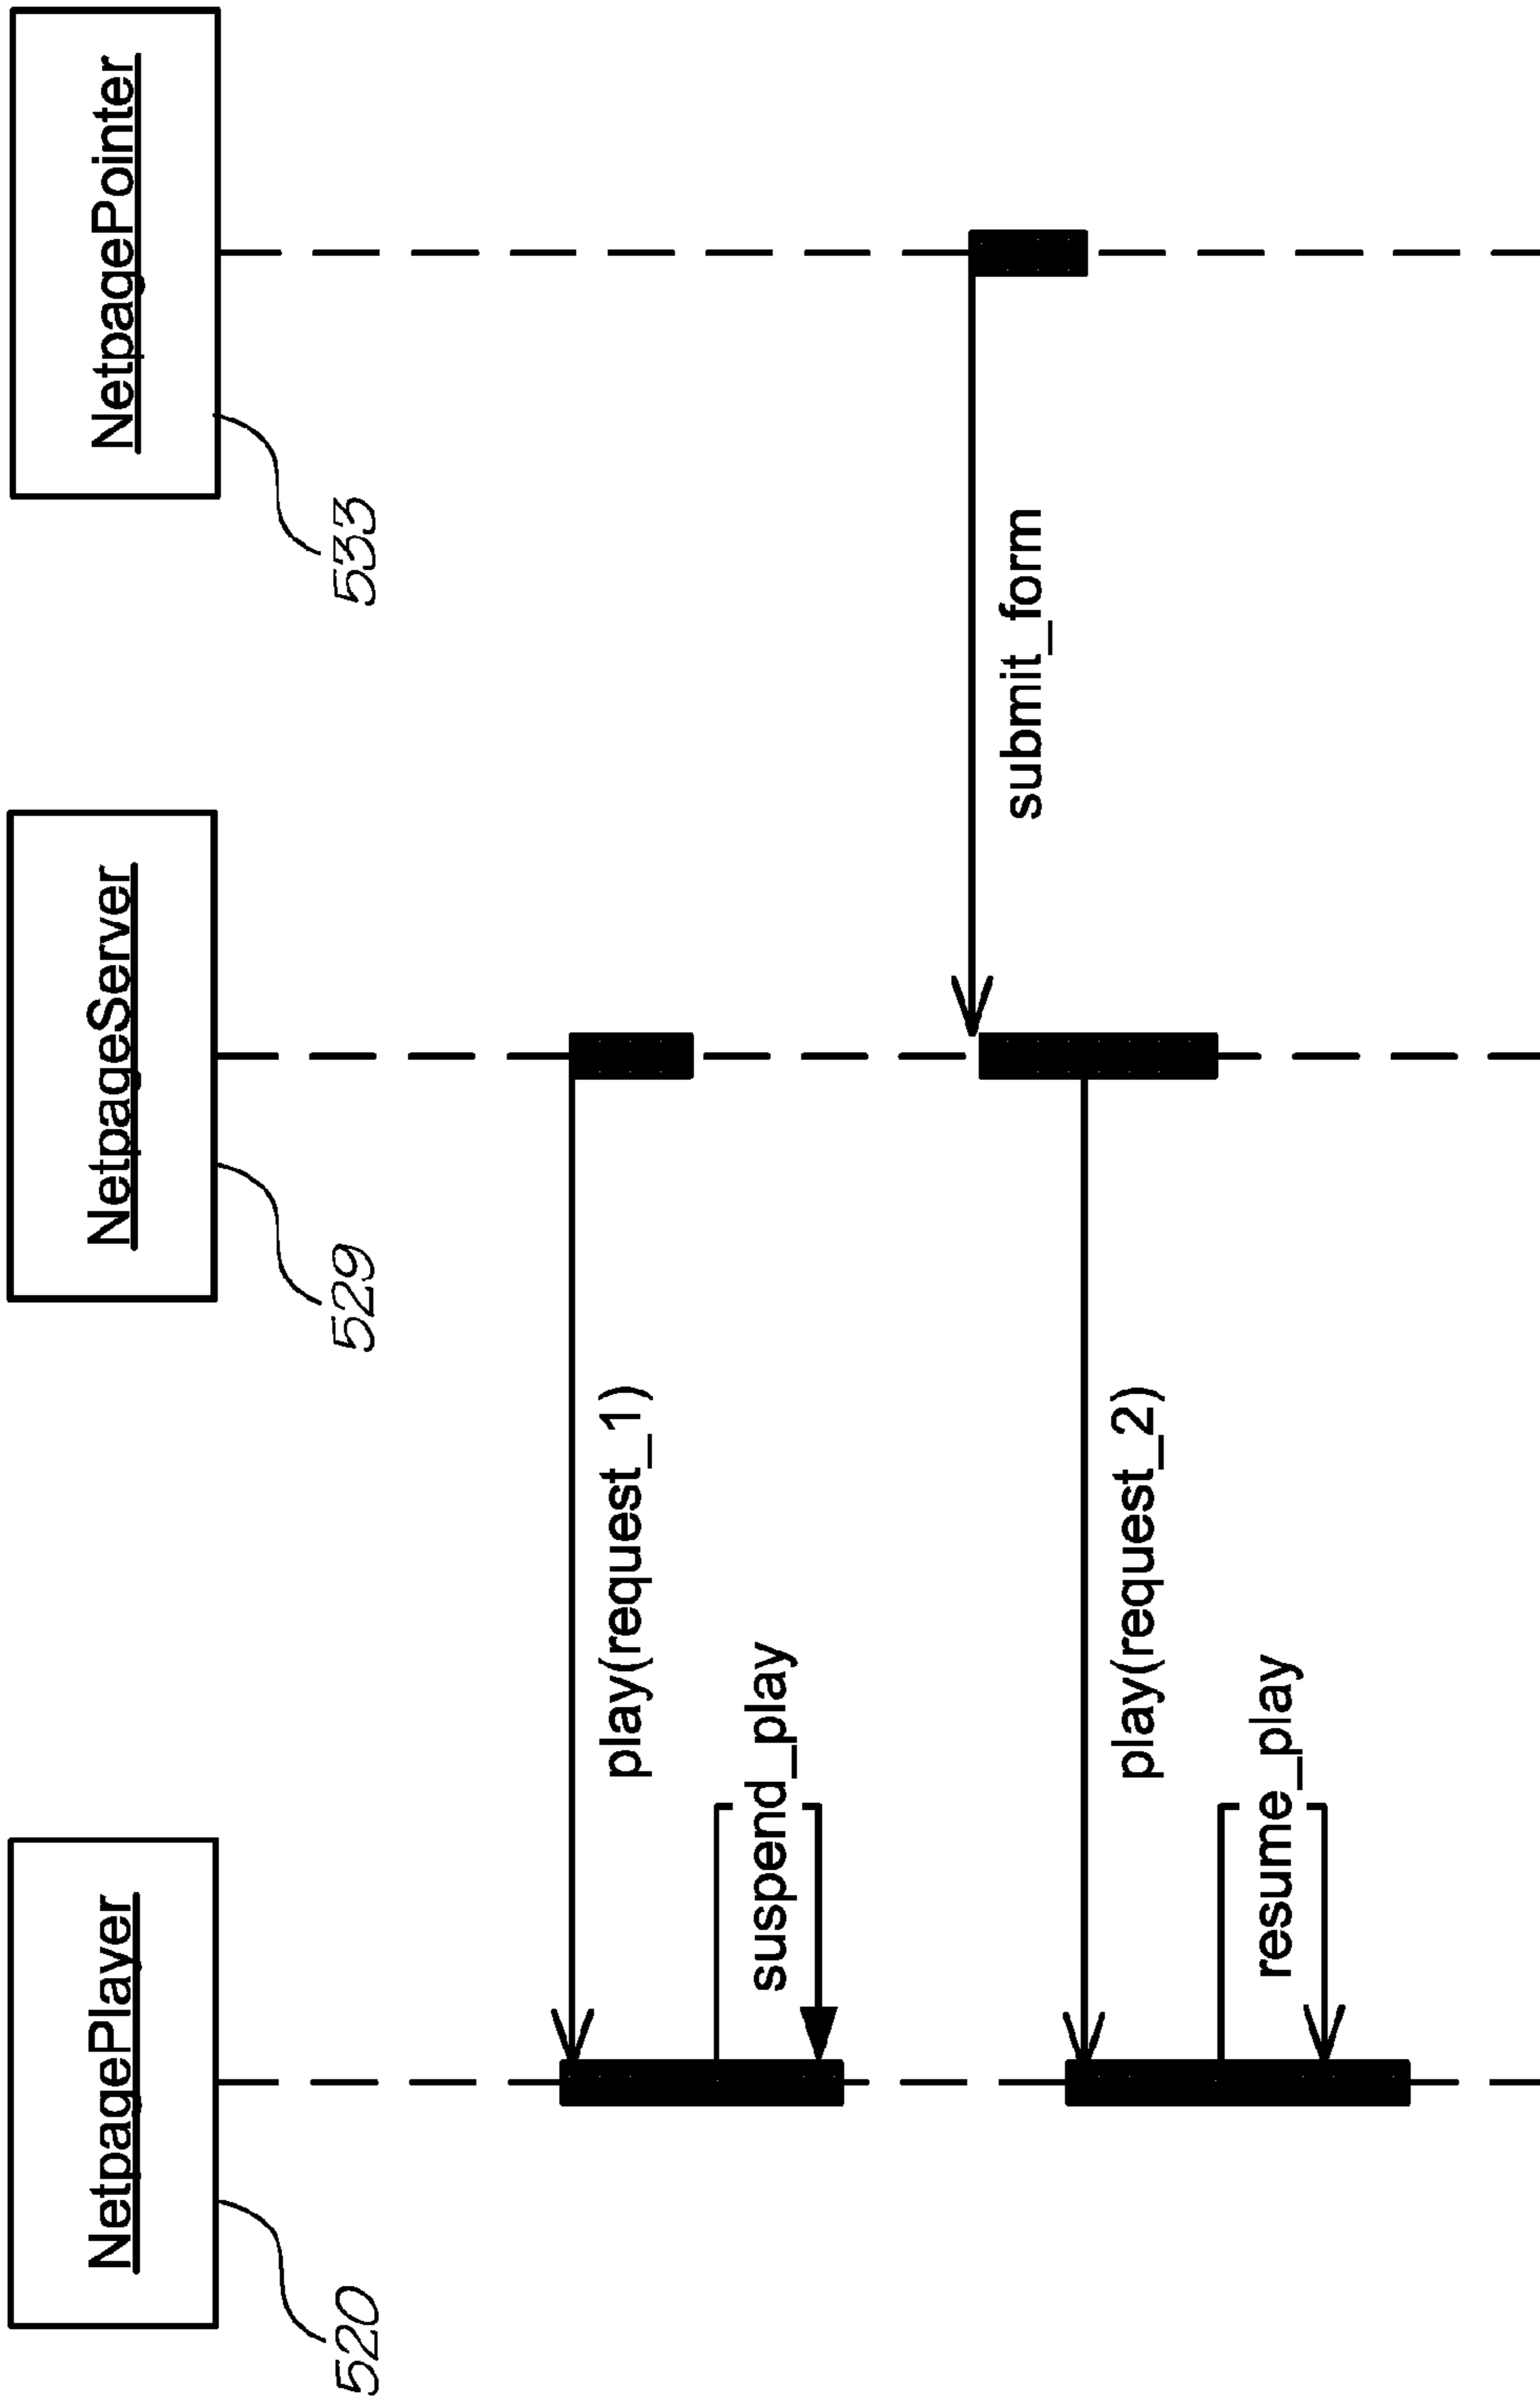 NetpagePlayer
NetpageServer
NetpagePointer
520
529
533
play(request_1)
suspend_play
submit_form
play(request_2)
resume_play